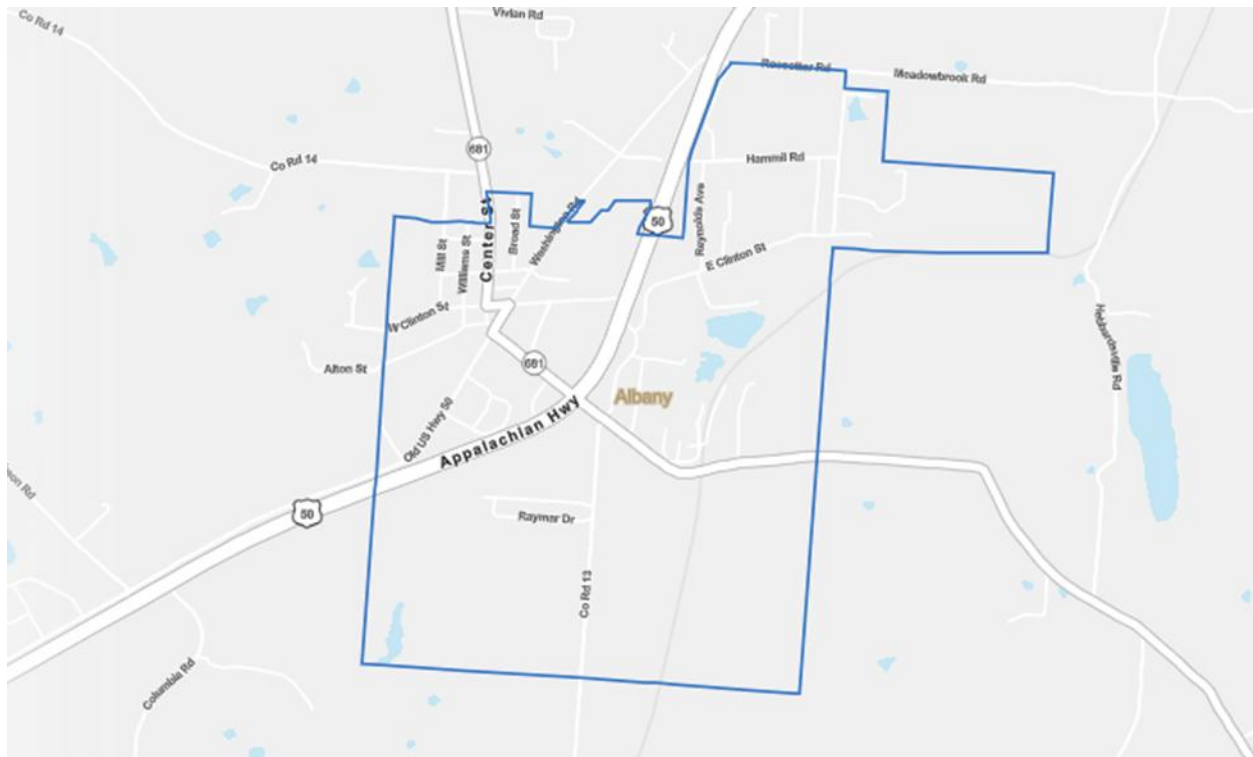 Co Rd 14
Vivian Rd
Rossetter Rd
Meadowbrook Rd
681
Co Rd 14
Hammil Rd
Center St
Broad St
Washington Rd
50
Reynolds Ave
Mill St
Williams St
E Clinton St
W Clinton St
Hebbardsville Rd
681
Alton St
Albany
Old US Hwy 50
Appalachian Hwy
50
Raymar Dr
Co Rd 13
Columbia Rd